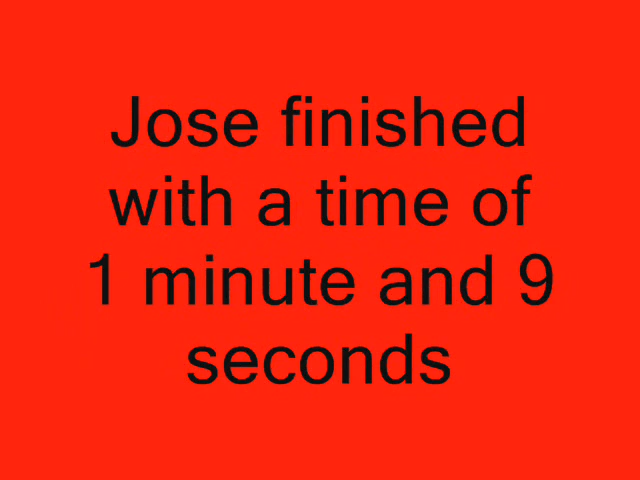 Jose finished
with a time of
1 minute and 9
seconds